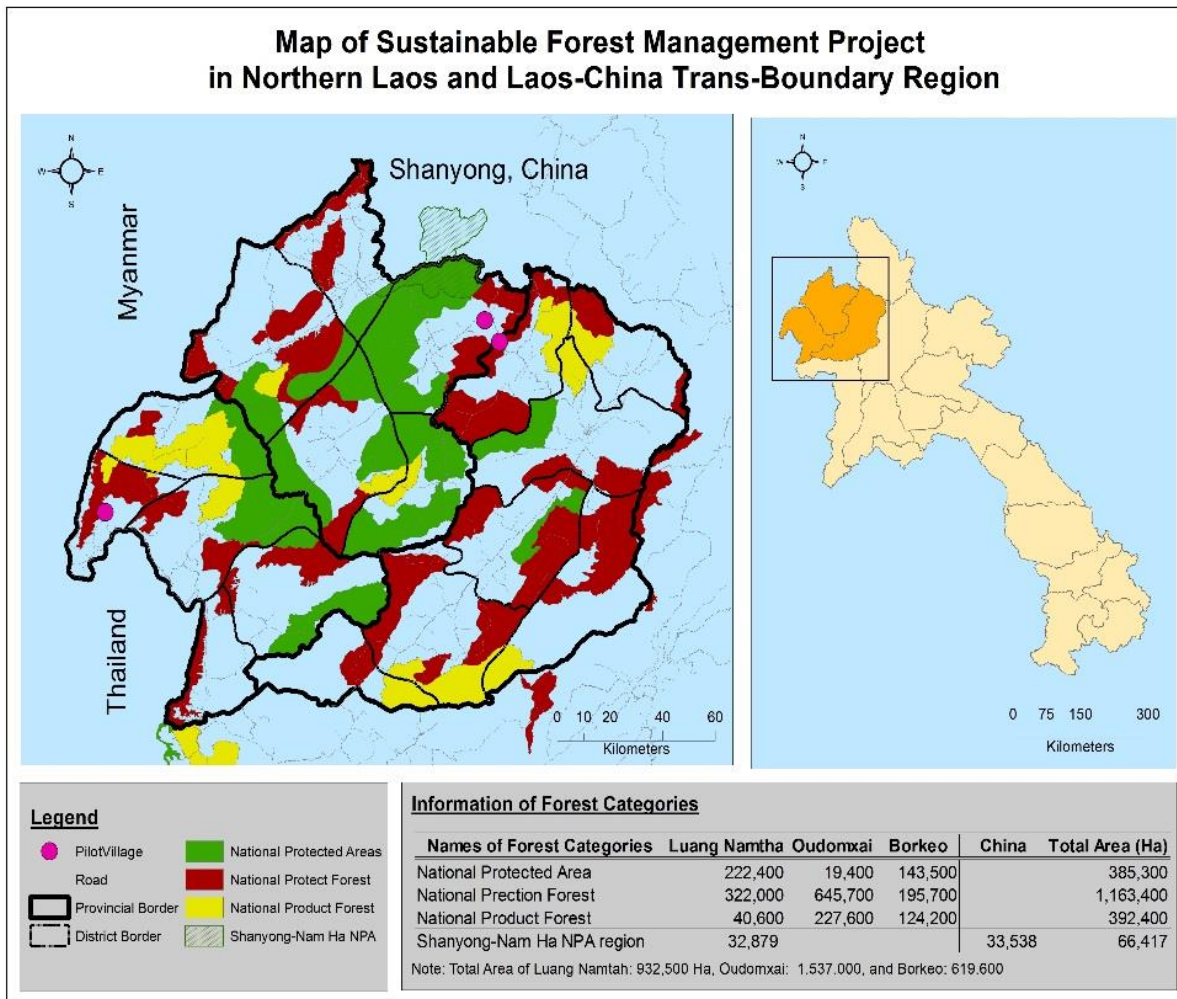 Map of Sustainable Forest Management Project
in Northern Laos and Laos-China Trans-Boundary Region
N
W E
S
Shanyong, China
Myanmar
Thailand
0 10 20 40 60
Kilometers
N
W E
S
0 75 150 300
Kilometers
Legend
PilotVillage
Road
Provincial Border
District Border
National Protected Areas
National Protect Forest
National Product Forest
Shanyong-Nam Ha NPA
Information of Forest Categories
Names of Forest Categories Luang Namtha Oudomxai Borkeo China Total Area (Ha)
National Protected Area 222,400 19,400 143,500 385,300
National Prection Forest 322,000 645,700 195,700 1,163,400
National Product Forest 40,600 227,600 124,200 392,400
Shanyong-Nam Ha NPA region 32,879 33,538 66,417
Note: Total Area of Luang Namtah: 932,500 Ha, Oudomxai: 1.537.000, and Borkeo: 619.600